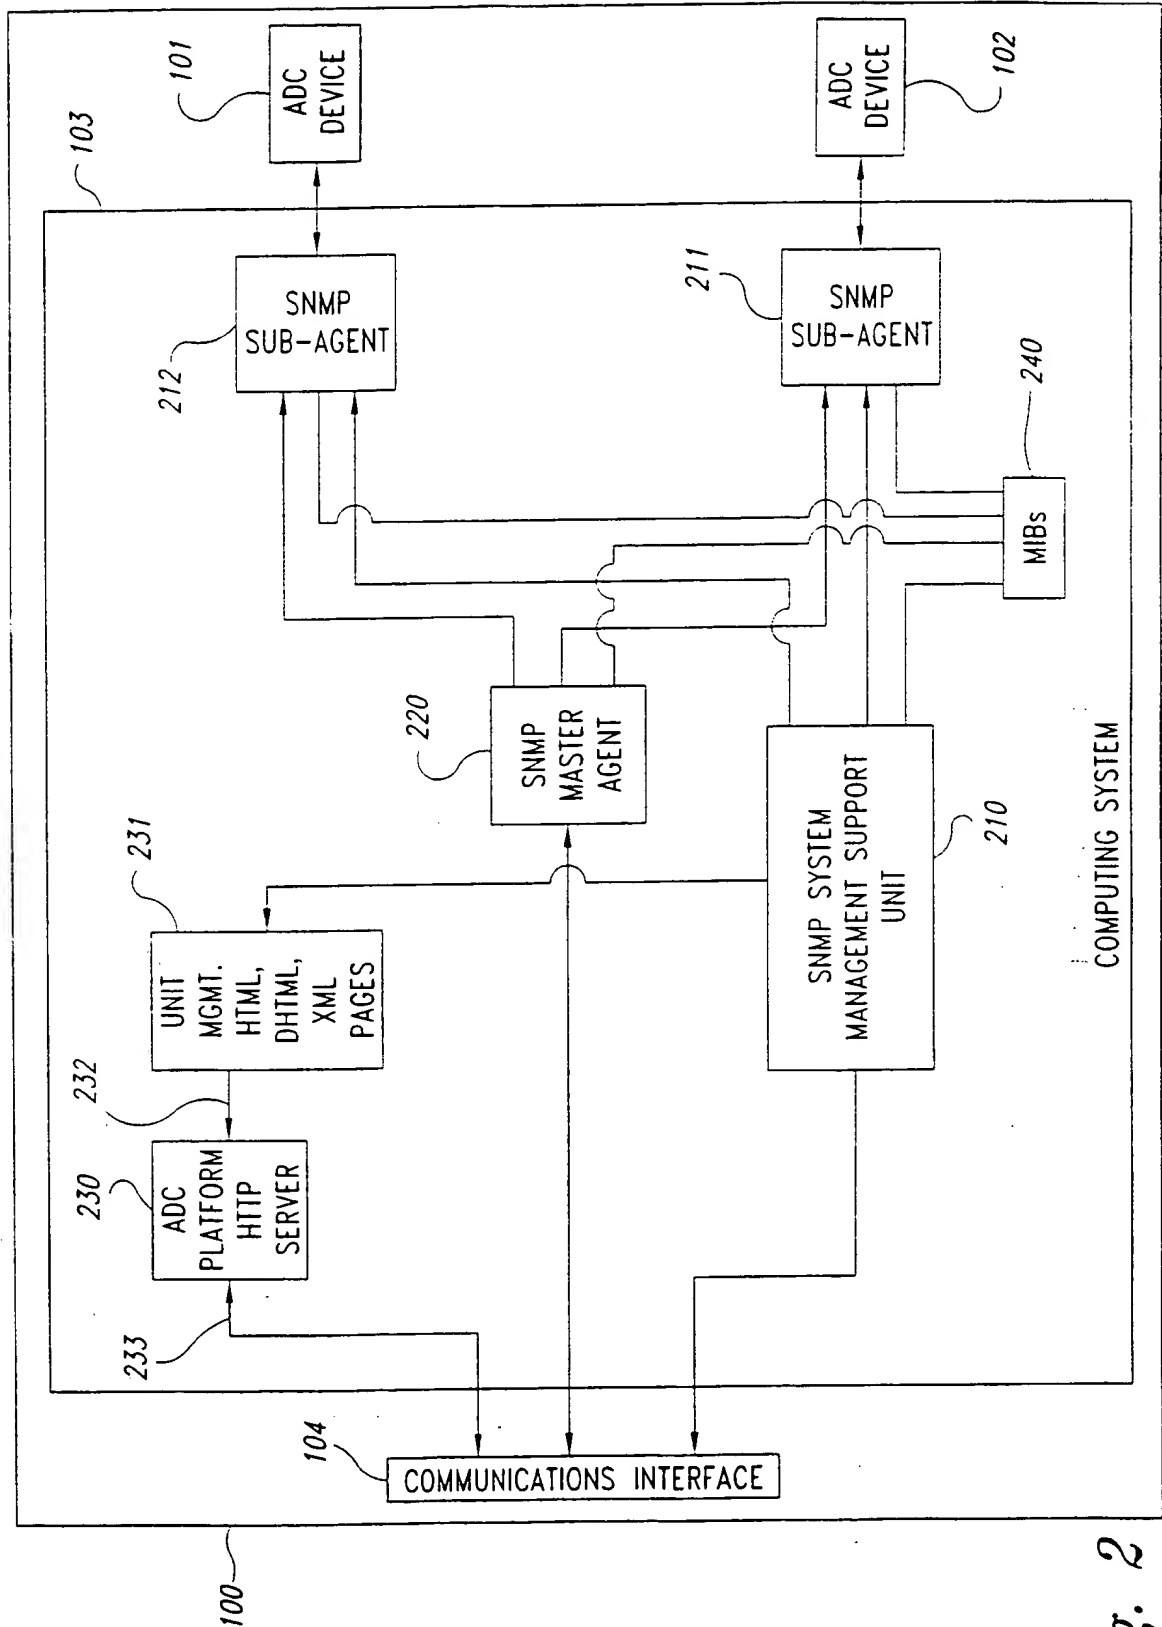 100
104
COMMUNICATIONS INTERFACE
233
230
ADC
PLATFORM
HTTP
SERVER
232
231
UNIT
MGMT.
HTML,
DHTML,
XML
PAGES
220
SNMP
MASTER
AGENT
SNMP SYSTEM
MANAGEMENT SUPPORT
UNIT
210
212
SNMP
SUB-AGENT
211
SNMP
SUB-AGENT
240
MIBs
103
101
ADC
DEVICE
ADC
DEVICE
102
COMPUTING SYSTEM
2